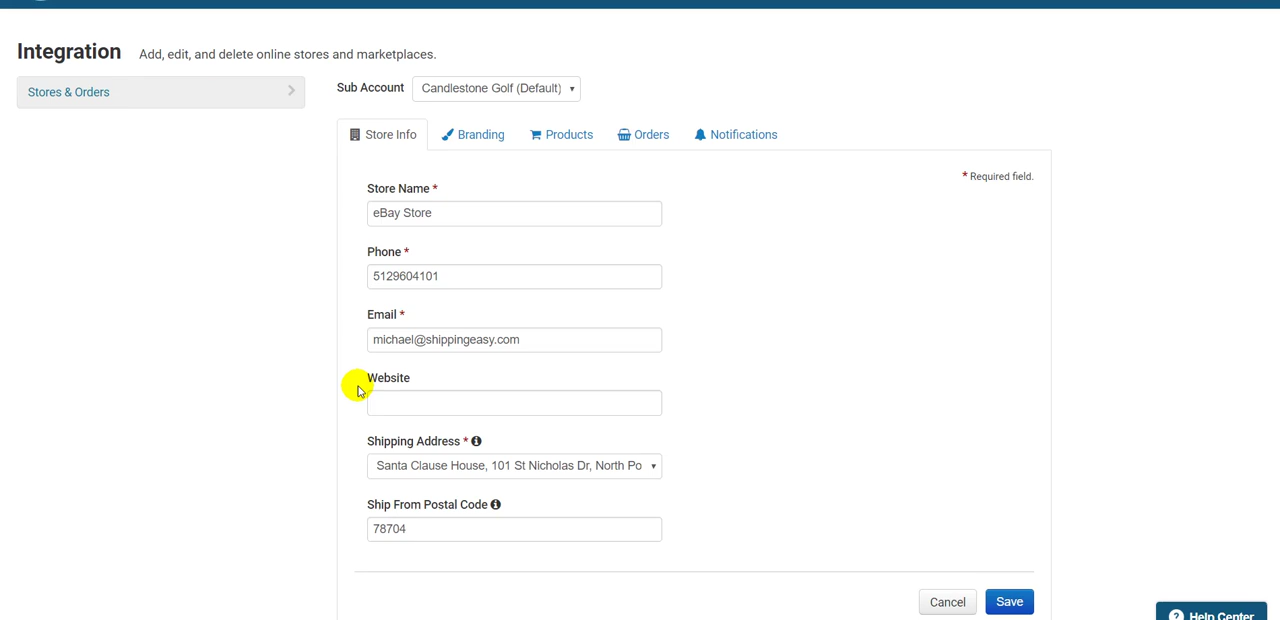 Integration Add, edit, and delete online stores and marketplaces.
Stores & Orders
Sub Account Candlestone Golf (Default)
Store Info Branding Products Orders Notifications
* Required field.
Store Name *
eBay Store
Phone *
5129604101
Email *
michael@shippingeasy.com
Website
Shipping Address *
Santa Clause House, 101 St Nicholas Dr, North Po
Ship From Postal Code
78704
Cancel Save
Help Center